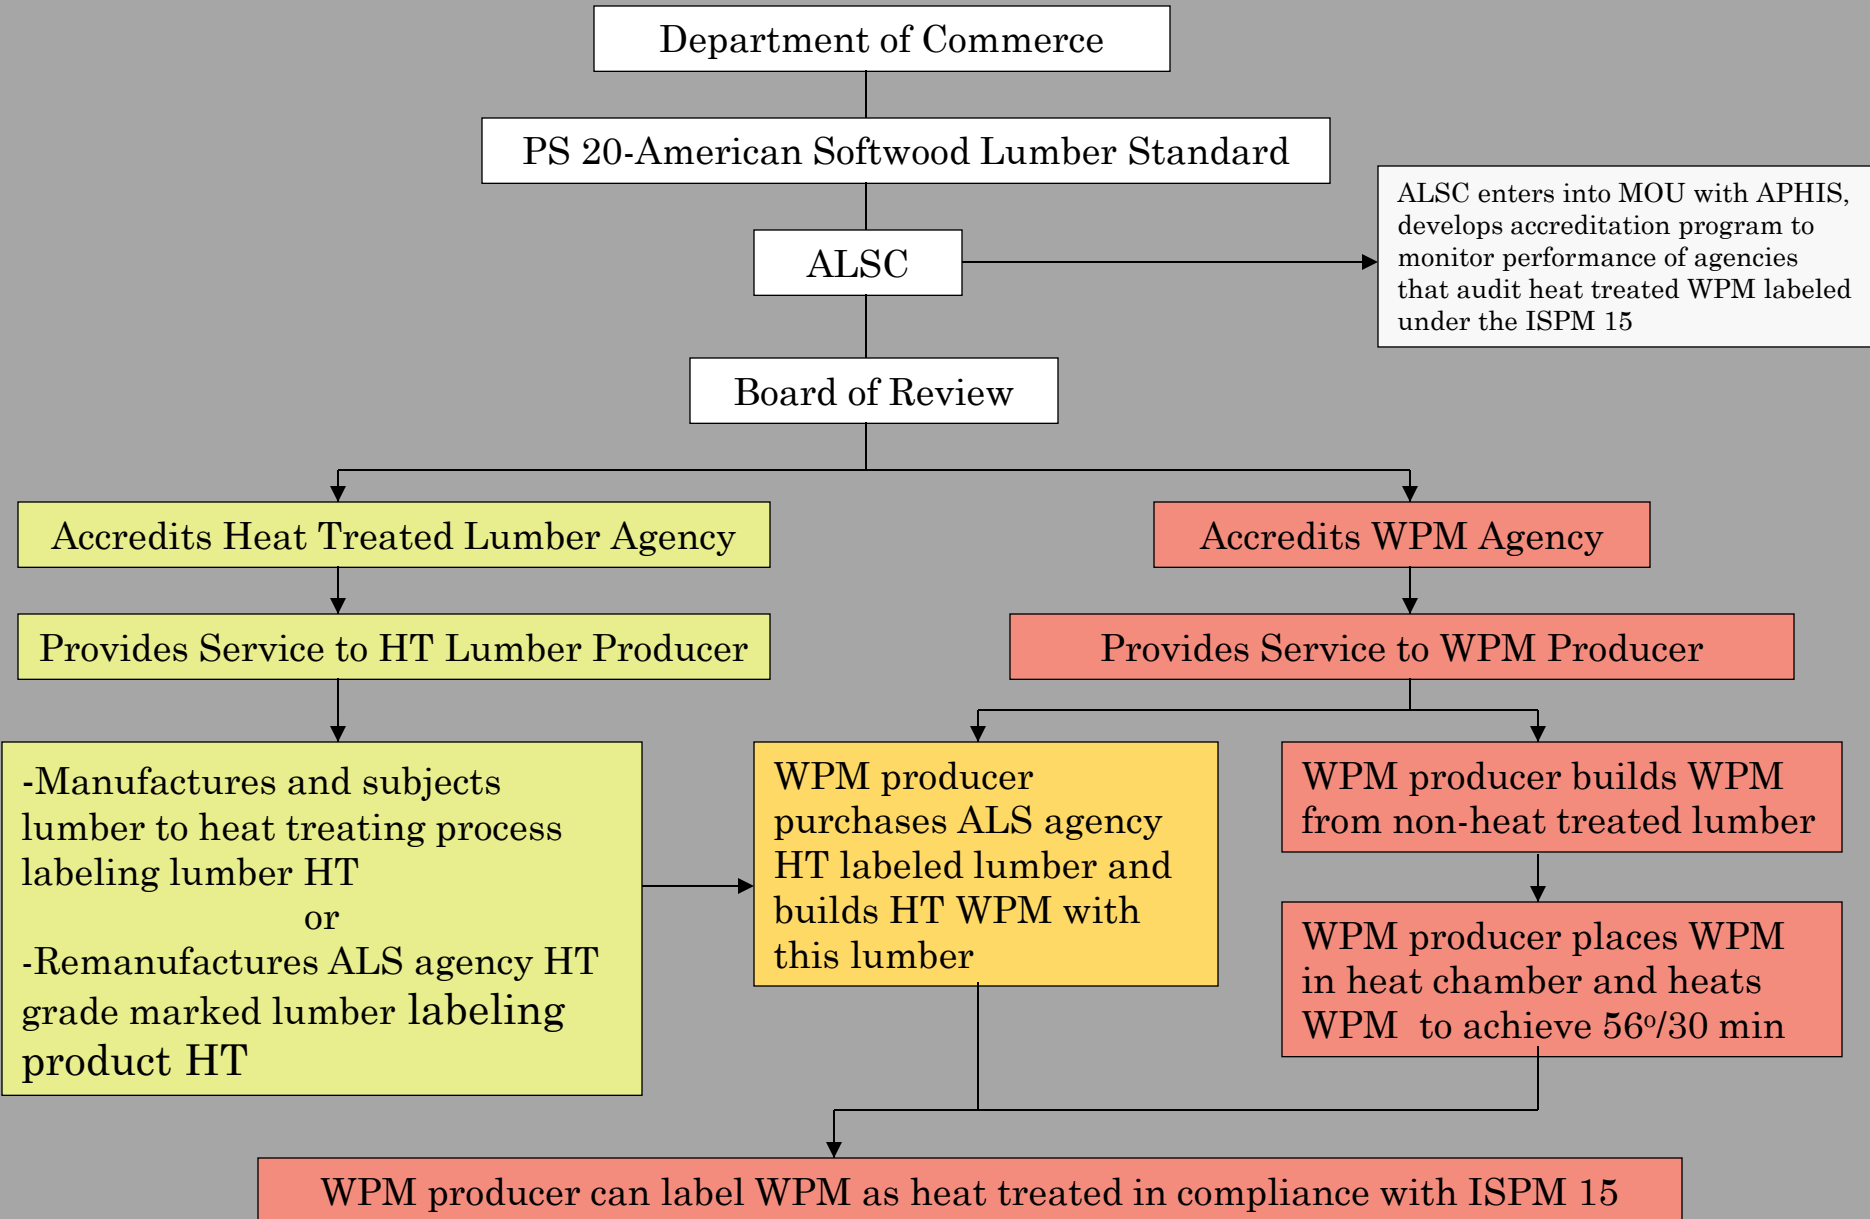 Department of Commerce
PS 20-American Softwood Lumber Standard
ALSC
ALSC enters into MOU with APHIS,
develops accreditation program to
monitor performance of agencies
that audit heat treated WPM labeled
under the ISPM 15
Board of Review
Accredits Heat Treated Lumber Agency
Accredits WPM Agency
Provides Service to HT Lumber Producer
Provides Service to WPM Producer
-Manufactures and subjects
lumber to heat treating process
labeling lumber HT
or
-Remanufactures ALS agency HT
grade marked lumber labeling
product HT
WPM producer
purchases ALS agency
HT labeled lumber and
builds HT WPM with
this lumber
WPM producer builds WPM
from non-heat treated lumber
WPM producer places WPM
in heat chamber and heats
WPM to achieve 56º/30 min
WPM producer can label WPM as heat treated in compliance with ISPM 15